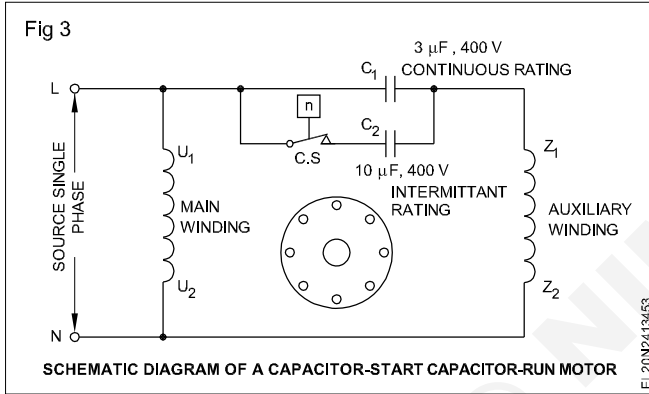 Fig 3
3 µF , 400 V
C₁ CONTINUOUS RATING
L
n
C₂
C.S
10 µF, 400 V
INTERMITTANT
RATING
U₁
Z₁
SOURCE SINGLE
PHASE
MAIN
WINDING
AUXILIARY
WINDING
U₂
Z₂
N
SCHEMATIC DIAGRAM OF A CAPACITOR-START CAPACITOR-RUN MOTOR
EL20N2413453